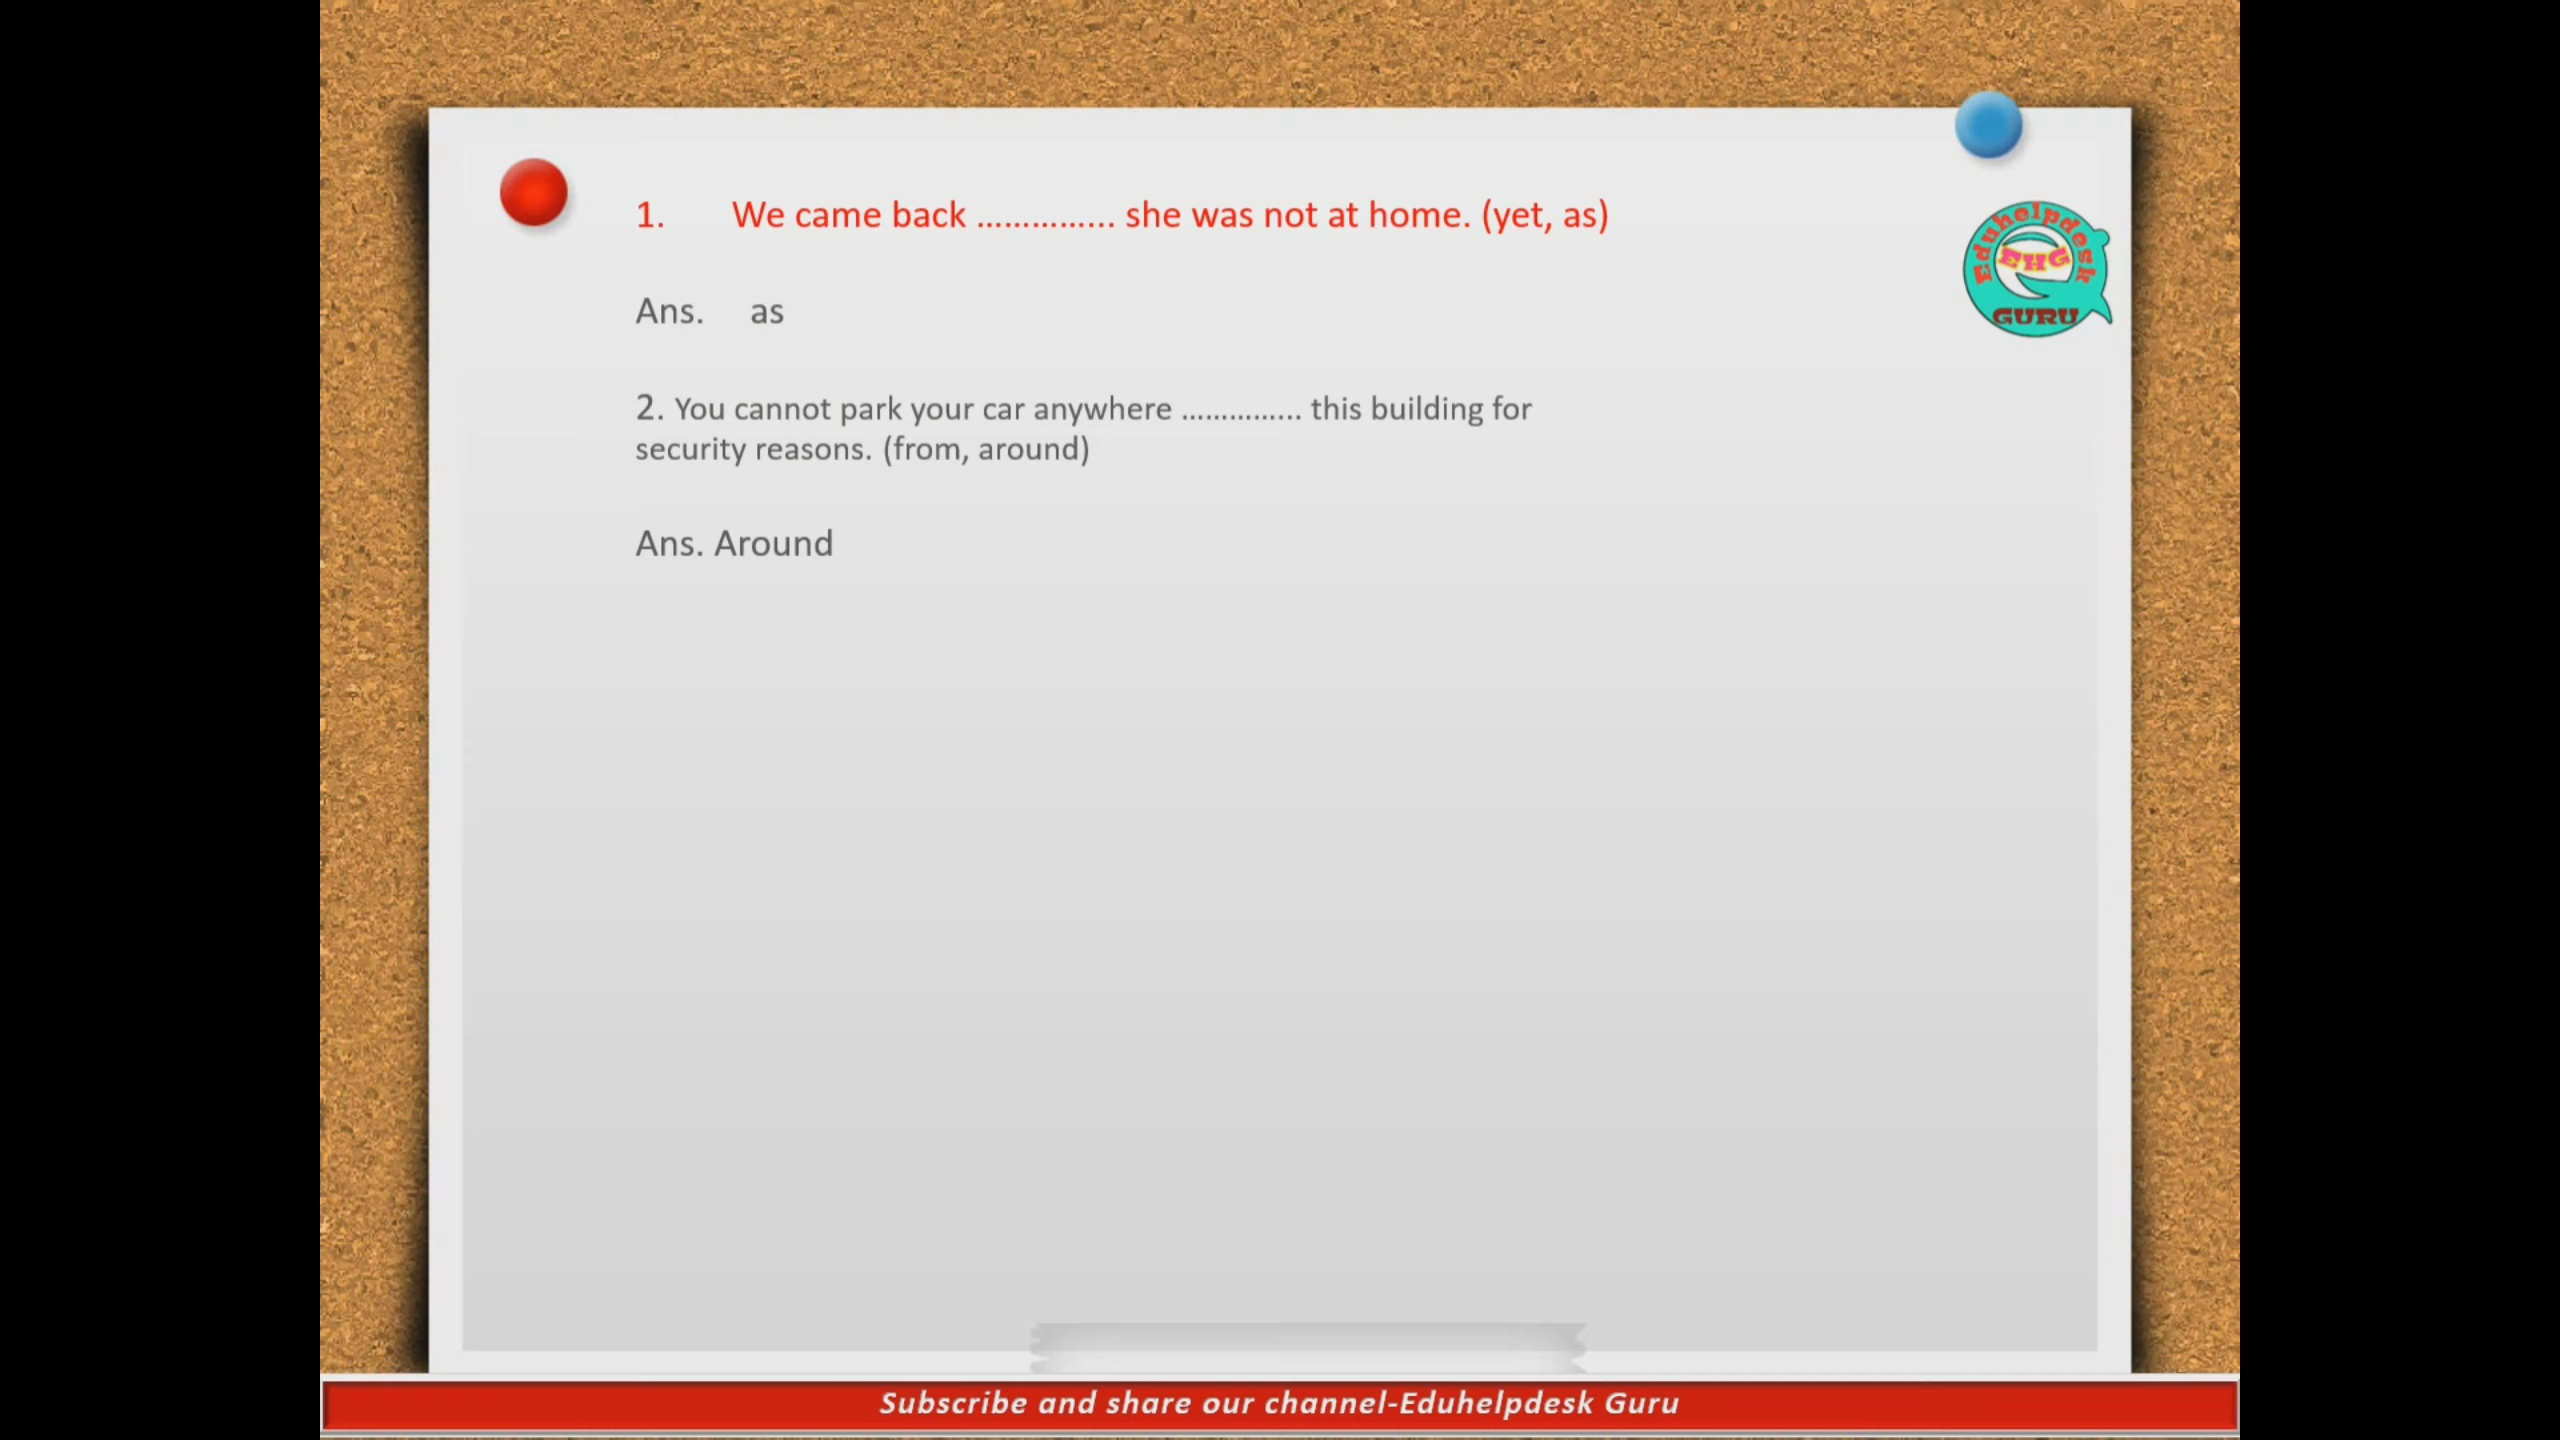 1. We came back ............... she was not at home. (yet, as)
Ans. as
2. You cannot park your car anywhere ............... this building for
security reasons. (from, around)
Ans. Around
Eduhelpdesk
EHG
GURU
Subscribe and share our channel-Eduhelpdesk Guru